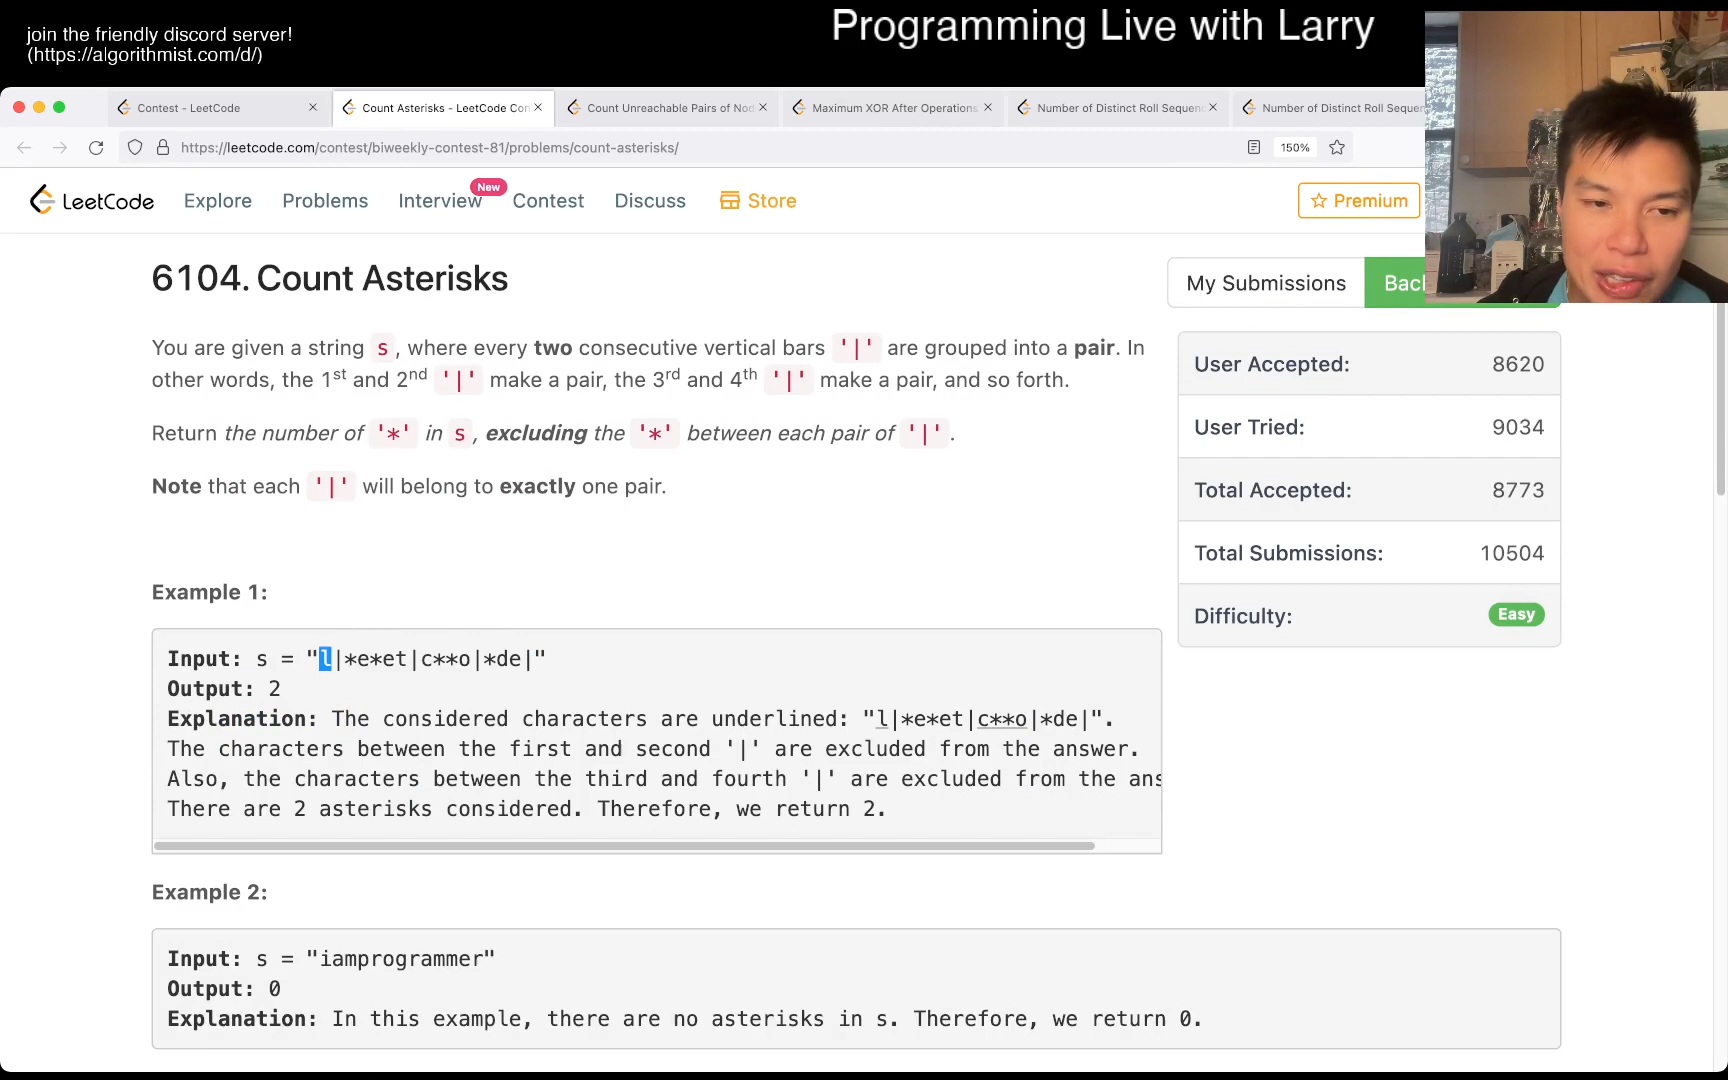 join the friendly discord server!
(https://algorithmist.com/d/)
Programming Live with Larry
Contest - LeetCode
Count Asterisks - LeetCode Con
Count Unreachable Pairs of Nod
Maximum XOR After Operations
Number of Distinct Roll Sequenc
Number of Distinct Roll Sequen
https://leetcode.com/contest/biweekly-contest-81/problems/count-asterisks/
150%
LeetCode
Explore
Problems
Interview
New
Contest
Discuss
Store
Premium
6104. Count Asterisks
My Submissions
Bac
You are given a string s, where every two consecutive vertical bars '|' are grouped into a pair. In
other words, the 1st and 2nd '|' make a pair, the 3rd and 4th '|' make a pair, and so forth.
Return the number of '*' in s, excluding the '*' between each pair of '|'.
Note that each '|' will belong to exactly one pair.
User Accepted: 8620
User Tried: 9034
Total Accepted: 8773
Total Submissions: 10504
Difficulty: Easy
Example 1:
Input: s = "l|*e*et|c**o|*de|"
Output: 2
Explanation: The considered characters are underlined: "l|*e*et|c**o|*de|".
The characters between the first and second '|' are excluded from the answer.
Also, the characters between the third and fourth '|' are excluded from the ans
There are 2 asterisks considered. Therefore, we return 2.
Example 2:
Input: s = "iamprogrammer"
Output: 0
Explanation: In this example, there are no asterisks in s. Therefore, we return 0.